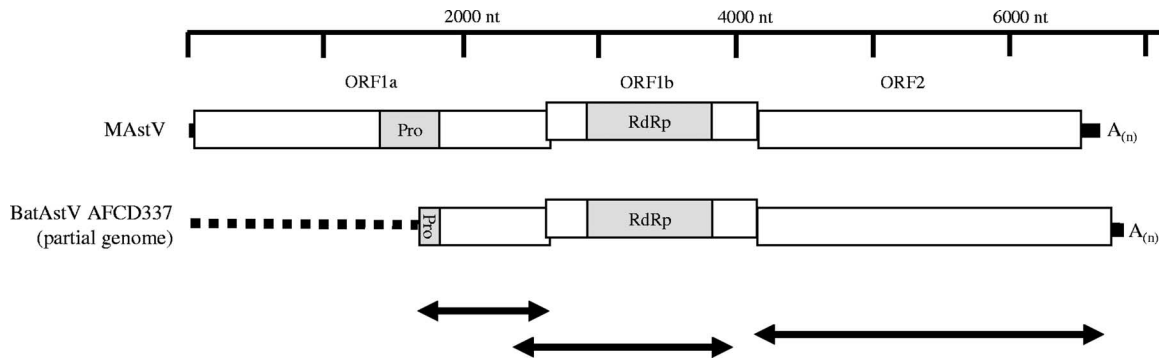 2000 nt 4000 nt 6000 nt
ORF1a ORF1b ORF2
MAstV Pro RdRp A(n)
BatAstV AFCD337
(partial genome)
Pro RdRp A(n)